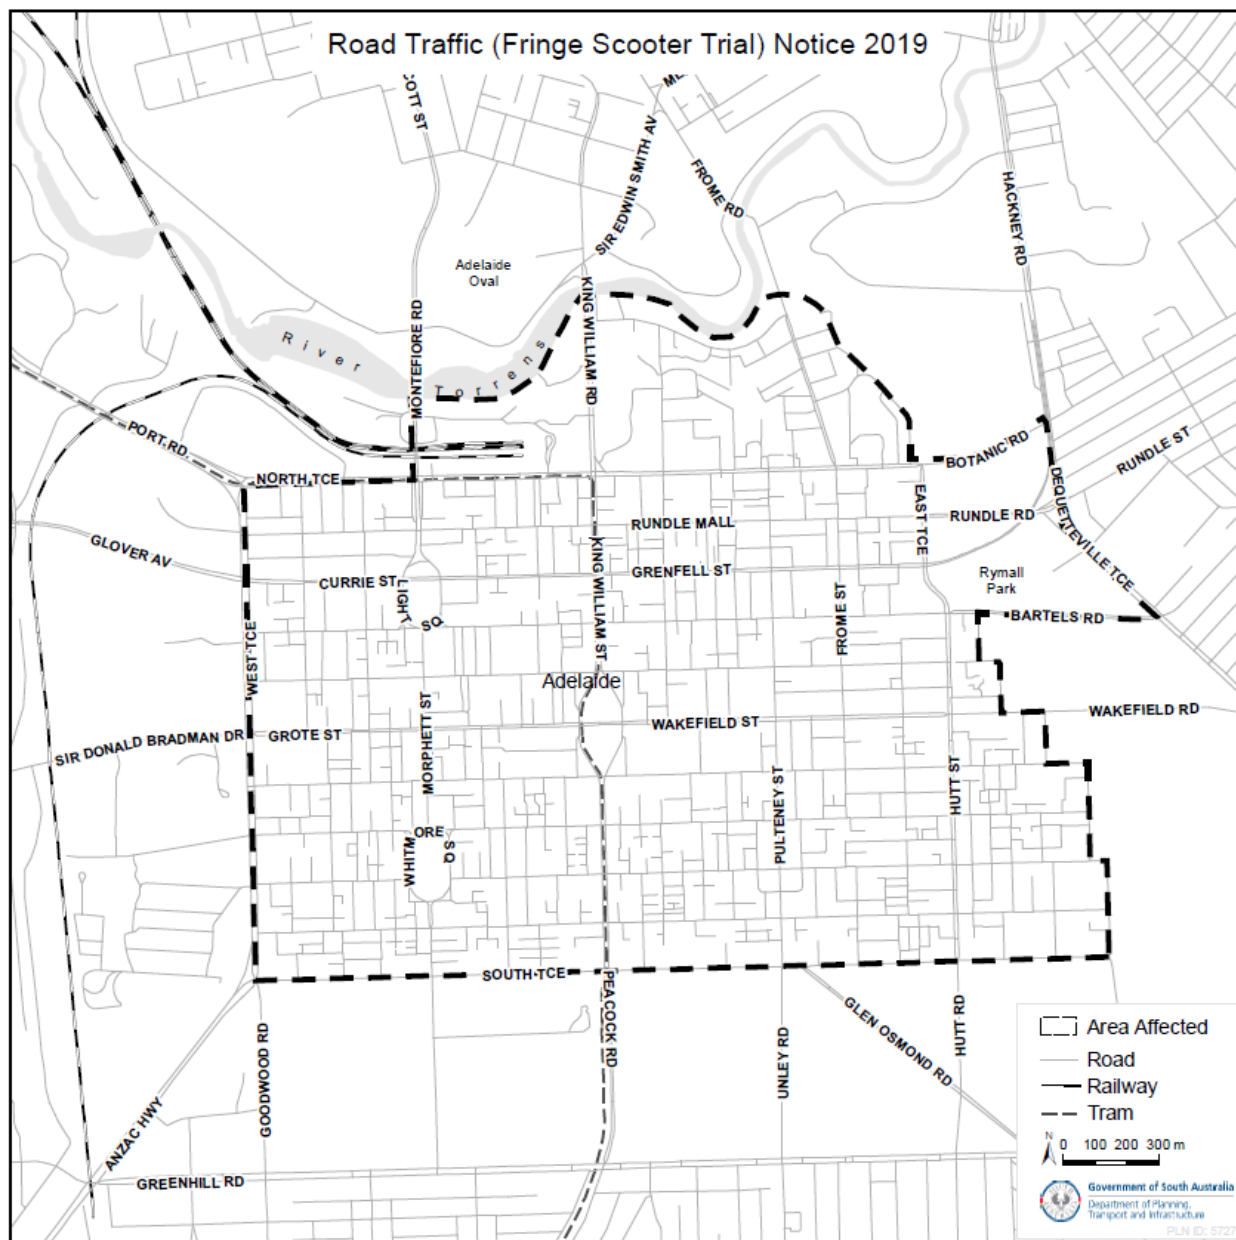 Road Traffic (Fringe Scooter Trial) Notice 2019
COTT ST
SIR EDWIN SMITH AV
FROME RD
HACKNEY RD
Adelaide
Oval
MONTEFIORE RD
KING WILLIAM RD
River
Torrens
PORT RD
NORTH TCE
BOTANIC RD
RUNDLE ST
DEQUETTEVILLE TCE
EAST TCE
RUNDLE MALL
RUNDLE RD
GLOVER AV
CURRIE ST
LIGHT
SQ
KING WILLIAM ST
GRENFELL ST
Rymall
Park
FROME ST
BARTELS RD
WEST TCE
Adelaide
MORPHETT ST
SIR DONALD BRADMAN DR
GROTE ST
WAKEFIELD ST
WAKEFIELD RD
PULTENEY ST
HUTT ST
WHITMORE
SQ
SOUTH TCE
PEACOCK RD
GOODWOOD RD
UNLEY RD
GLEN OSMOND RD
HUTT RD
ANZAC HWY
GREENHILL RD
Area Affected
Road
Railway
Tram
N
0 100 200 300 m
Government of South Australia
Department of Planning,
Transport and Infrastructure
PLN ID: 5727